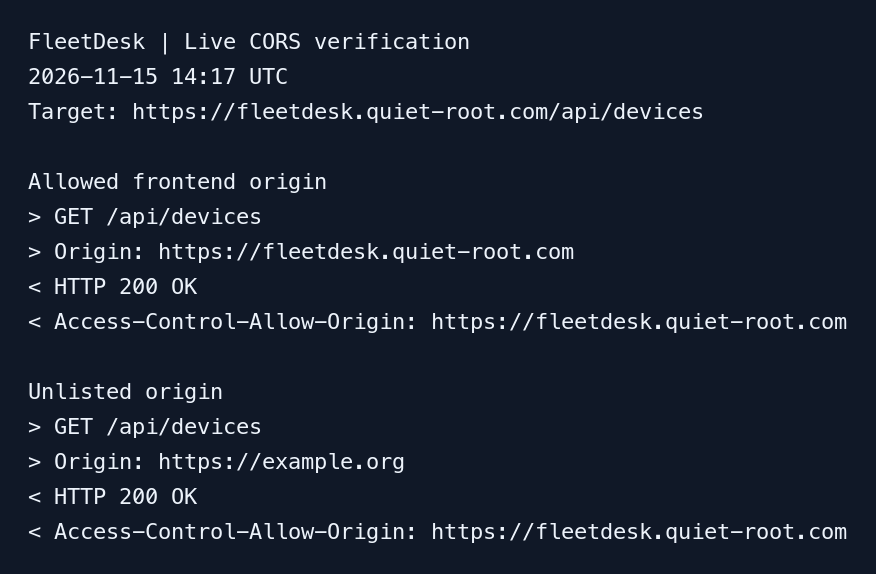 FleetDesk | Live CORS verification
2026-11-15 14:17 UTC
Target: https://fleetdesk.quiet-root.com/api/devices
Allowed frontend origin
> GET /api/devices
> Origin: https://fleetdesk.quiet-root.com
< HTTP 200 OK
< Access-Control-Allow-Origin: https://fleetdesk.quiet-root.com
Unlisted origin
> GET /api/devices
> Origin: https://example.org
< HTTP 200 OK
< Access-Control-Allow-Origin: https://fleetdesk.quiet-root.com